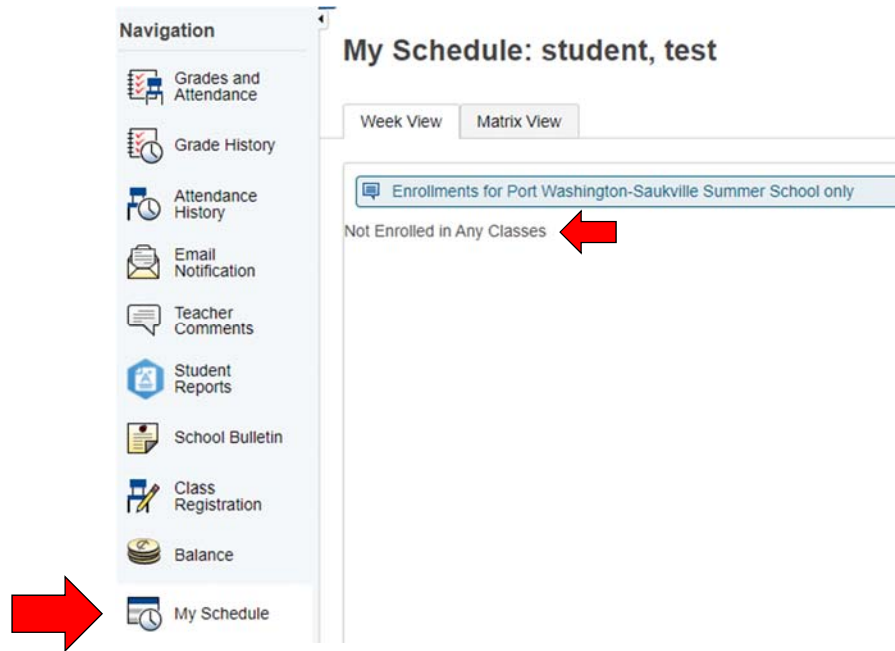 Navigation
Grades and
Attendance
Grade History
Attendance
History
Email
Notification
Teacher
Comments
Student
Reports
School Bulletin
Class
Registration
Balance
My Schedule
My Schedule: student, test
Week View Matrix View
Enrollments for Port Washington-Saukville Summer School only
Not Enrolled in Any Classes